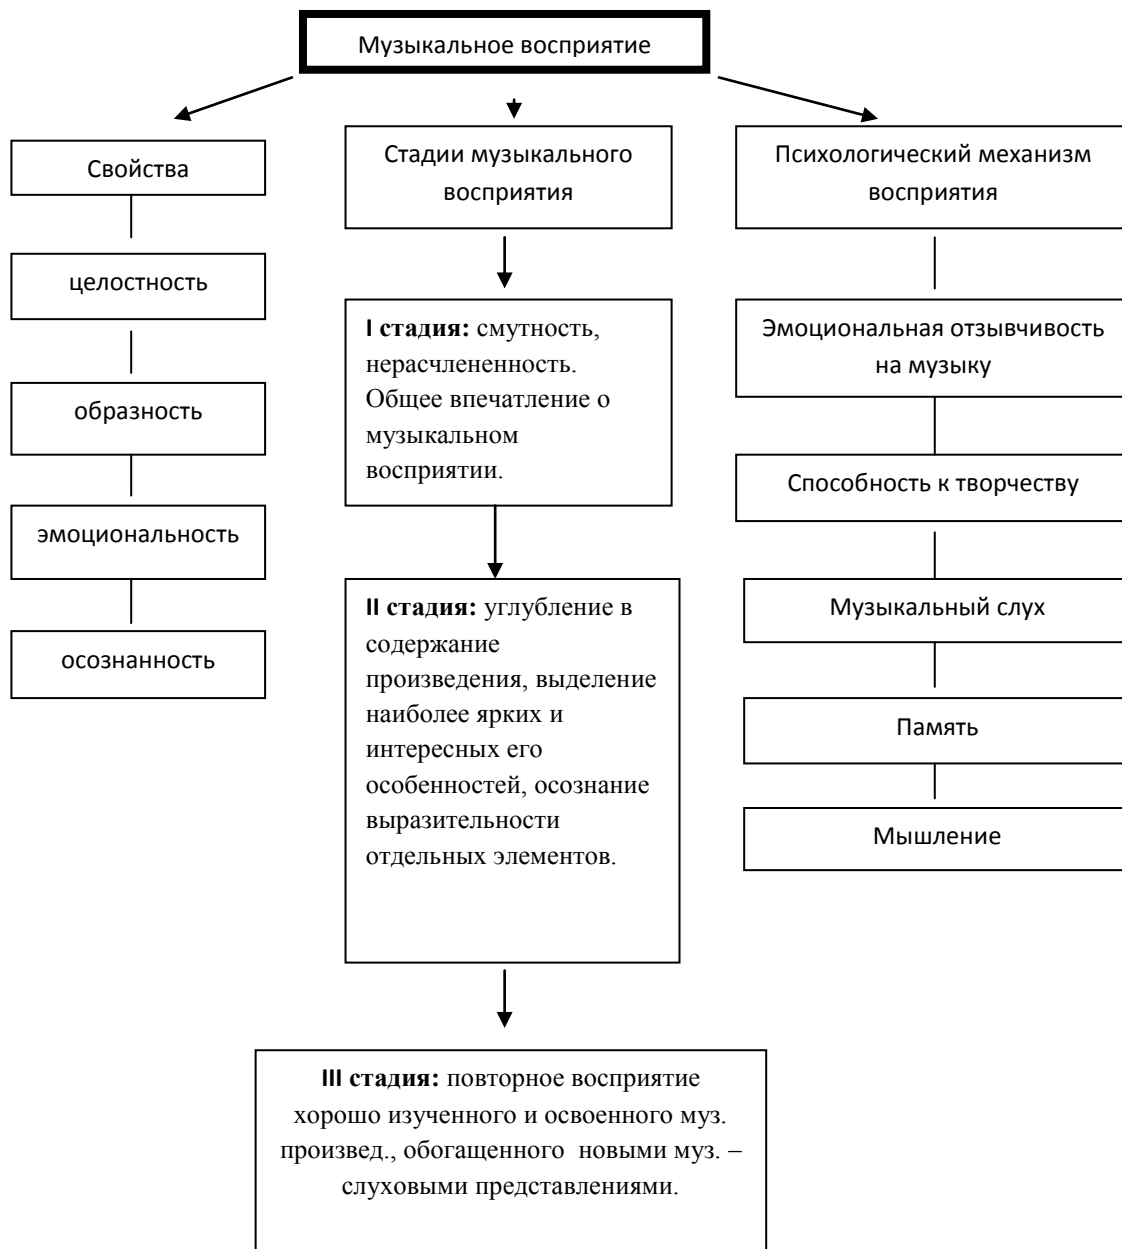 Музыкальное восприятие
Свойства
целостность
образность
эмоциональность
осознанность
Стадии музыкального
восприятия
I стадия: смутность,
нерасчлененность.
Общее впечатление о
музыкальном
восприятии.
II стадия: углубление в
содержание
произведения, выделение
наиболее ярких и
интересных его
особенностей, осознание
выразительности
отдельных элементов.
III стадия: повторное восприятие
хорошо изученного и освоенного муз.
произвед., обогащенного новыми муз. –
слуховыми представлениями.
Психологический механизм
восприятия
Эмоциональная отзывчивость
на музыку
Способность к творчеству
Музыкальный слух
Память
Мышление